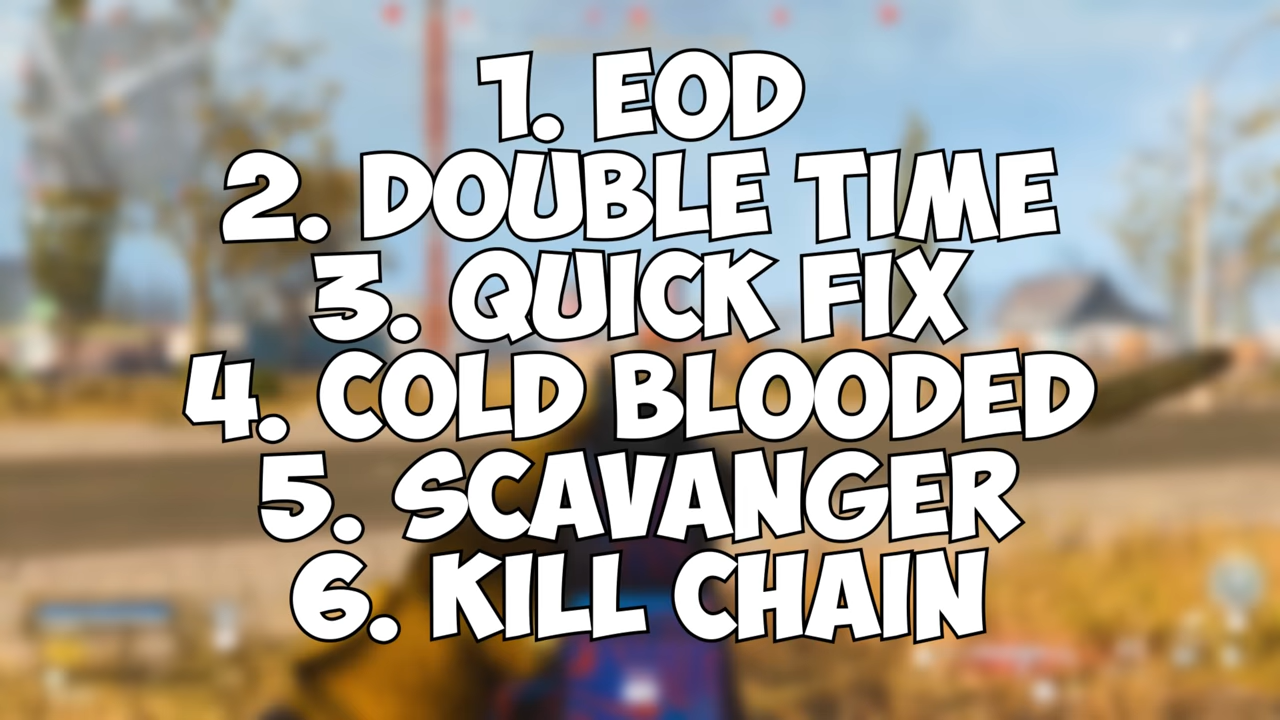 1. EOD
2. DOUBLE TIME
3. QUICK FIX
4. COLD BLOODED
5. SCAVANGER
6. KILL CHAIN